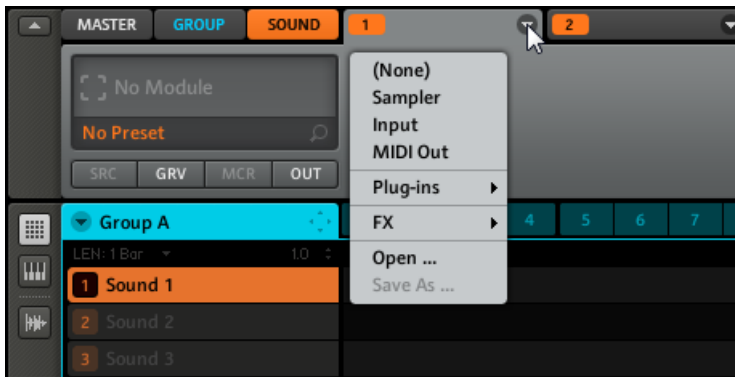 MASTER GROUP SOUND 1 2
No Module
No Preset
SRC GRV MCR OUT
(None)
Sampler
Input
MIDI Out
Plug-ins
FX
Open ...
Save As ...
Group A 4 5 6 7
LEN: 1 Bar 1.0
1 Sound 1
2 Sound 2
3 Sound 3